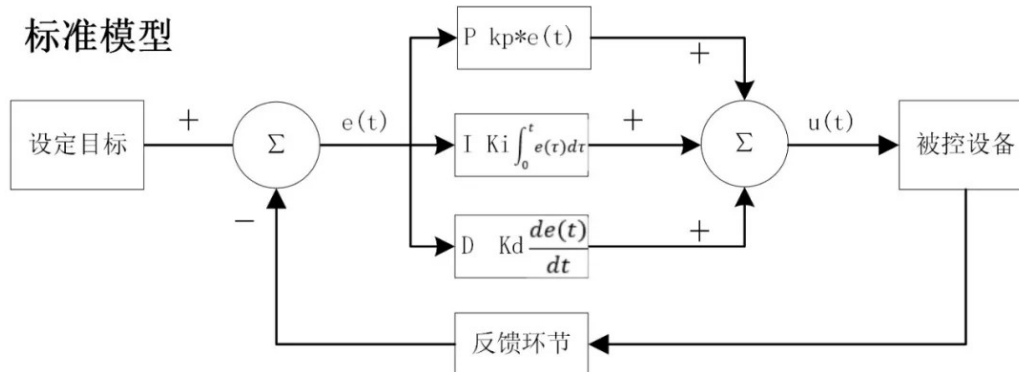 标准模型
P kp*e(t)
+
设定目标
+
Σ
e(t)
I Ki∫₀ᵗe(τ)dτ
+
Σ
u(t)
被控设备
−
D Kd de(t)/dt
+
反馈环节